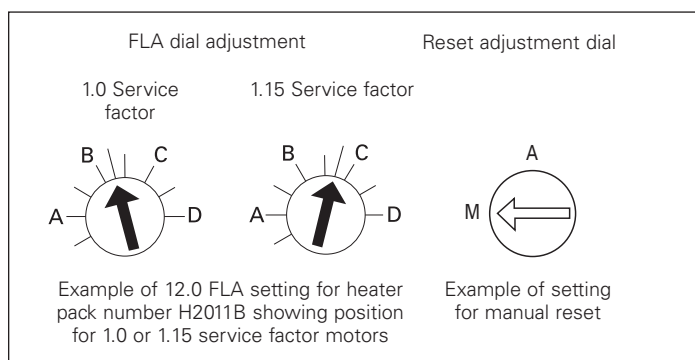 FLA dial adjustment
Reset adjustment dial
1.0 Service
factor
1.15 Service factor
B
C
A
D
B
C
A
D
A
M
Example of 12.0 FLA setting for heater
pack number H2011B showing position
for 1.0 or 1.15 service factor motors
Example of setting
for manual reset